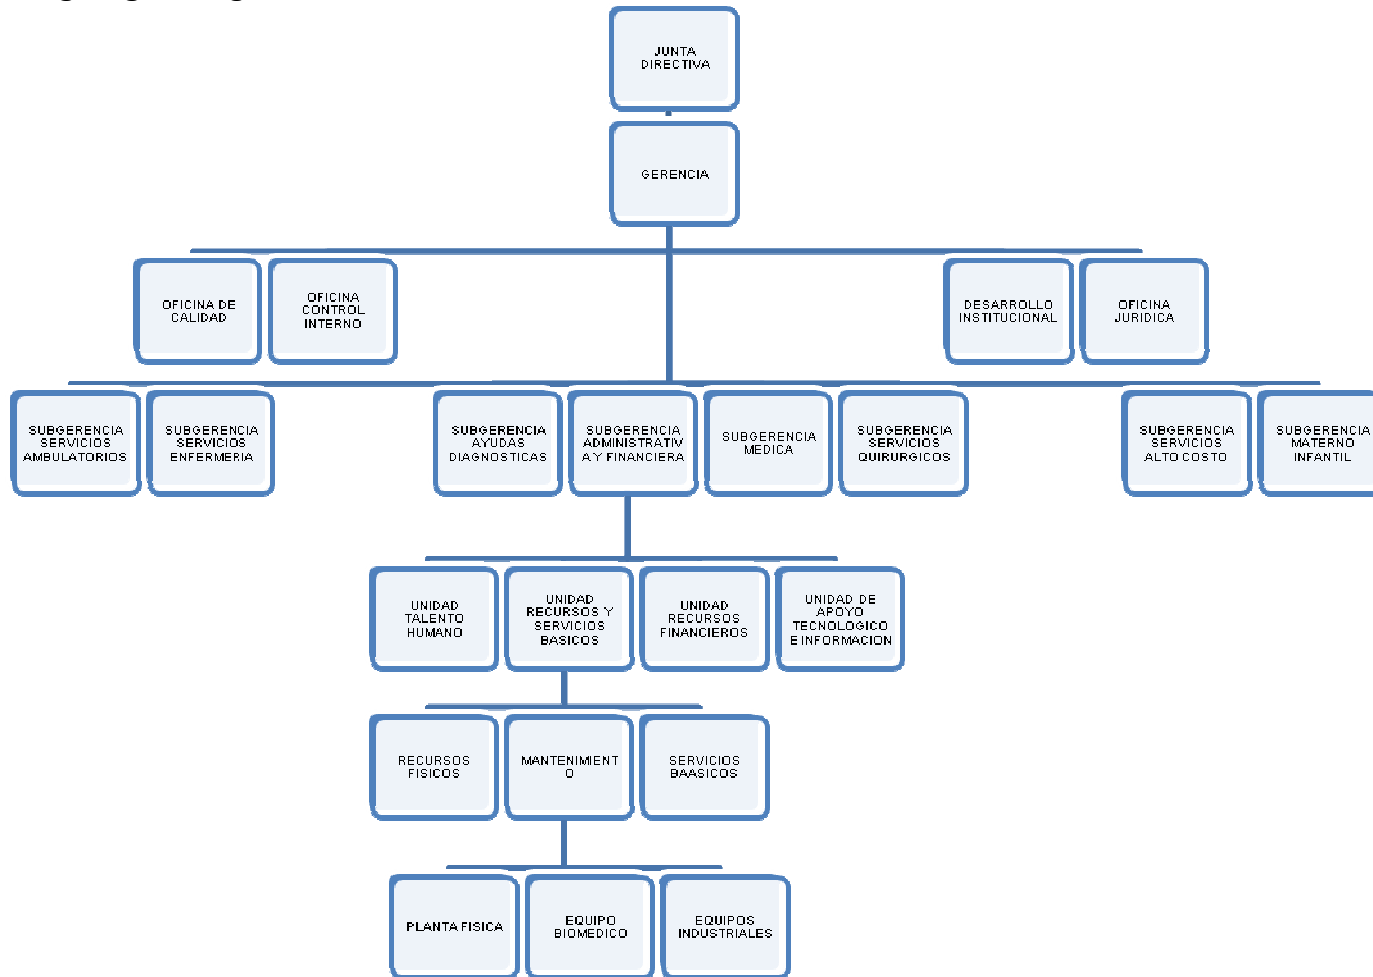 JUNTA
DIRECTIVA
GERENCIA
OFICINA DE
CALIDAD
OFICINA
CONTROL
INTERNO
DESARROLLO
INSTITUCIONAL
OFICINA
JURIDICA
SUBGERENCIA
SERVICIOS
AMBULATORIOS
SUBGERENCIA
SERVICIOS
ENFERMERIA
SUBGERENCIA
AYUDAS
DIAGNOSTICAS
SUBGERENCIA
ADMINISTRATIV
A Y FINANCIERA
SUBGERENCIA
MEDICA
SUBGERENCIA
SERVICIOS
QUIRURGICOS
SUBGERENCIA
SERVICIOS
ALTO COSTO
SUBGERENCIA
MATERNO
INFANTIL
UNIDAD
TALENTO
HUMANO
UNIDAD
RECURSOS Y
SERVICIOS
BASICOS
UNIDAD
RECURSOS
FINANCIEROS
UNIDAD DE
APOYO
TECNOLOGICO
E INFORMACION
RECURSOS
FISICOS
MANTENIMIENT
O
SERVICIOS
BAASICOS
PLANTA FISICA
EQUIPO
BIOMEDICO
EQUIPOS
INDUSTRIALES